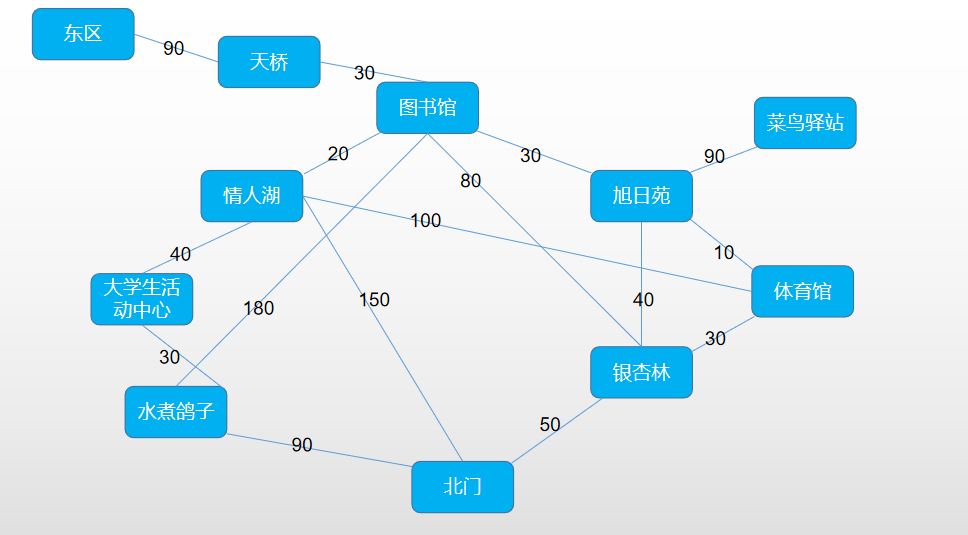 东区
90
天桥
30
图书馆
菜鸟驿站
20
30
90
80
情人湖
旭日苑
100
40
10
大学生活
动中心
体育馆
180
150
40
30
30
银杏林
水煮鸽子
50
90
北门